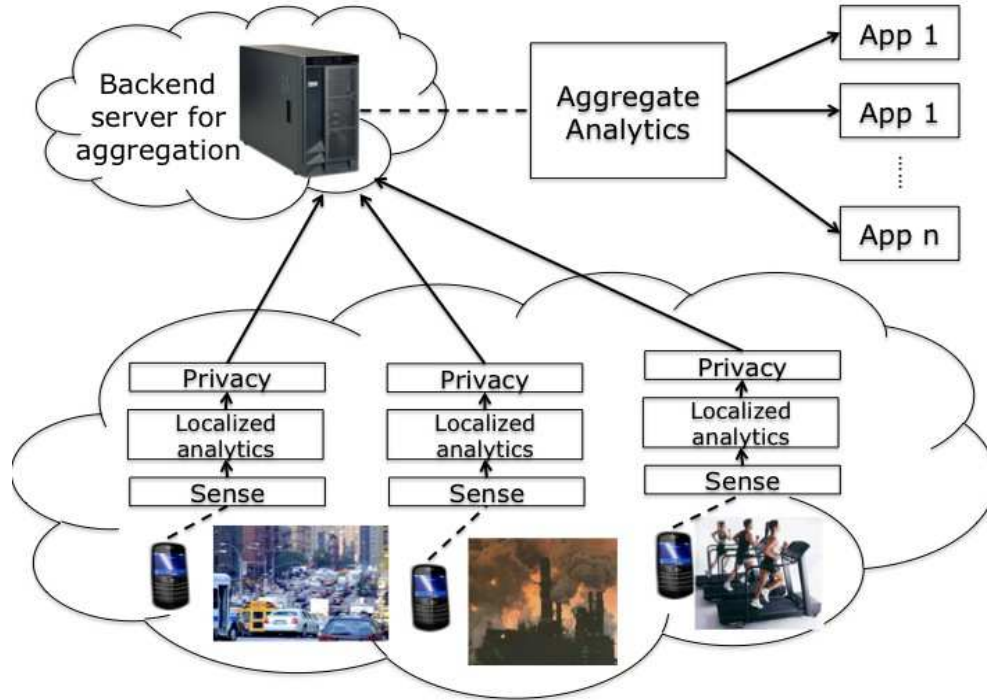 Backend
server for
aggregation
Aggregate
Analytics
App 1
App 1
App n
Privacy
Localized
analytics
Sense
Privacy
Localized
analytics
Sense
Privacy
Localized
analytics
Sense